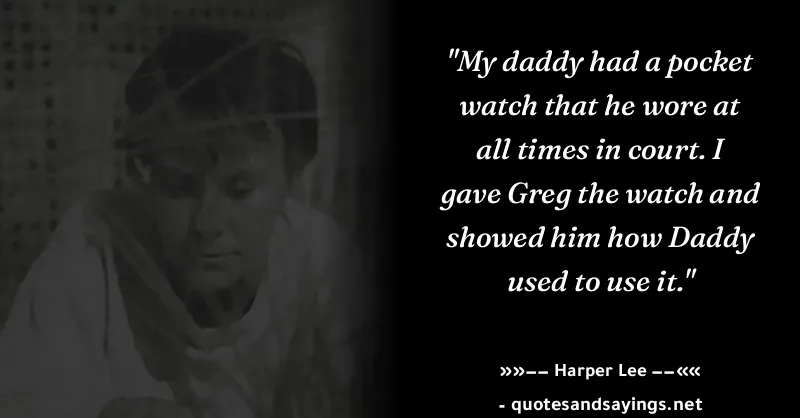 "My daddy had a pocket
watch that he wore at
all times in court. I
gave Greg the watch and
showed him how Daddy
used to use it."
»»–– Harper Lee ––««
- quotesandsayings.net